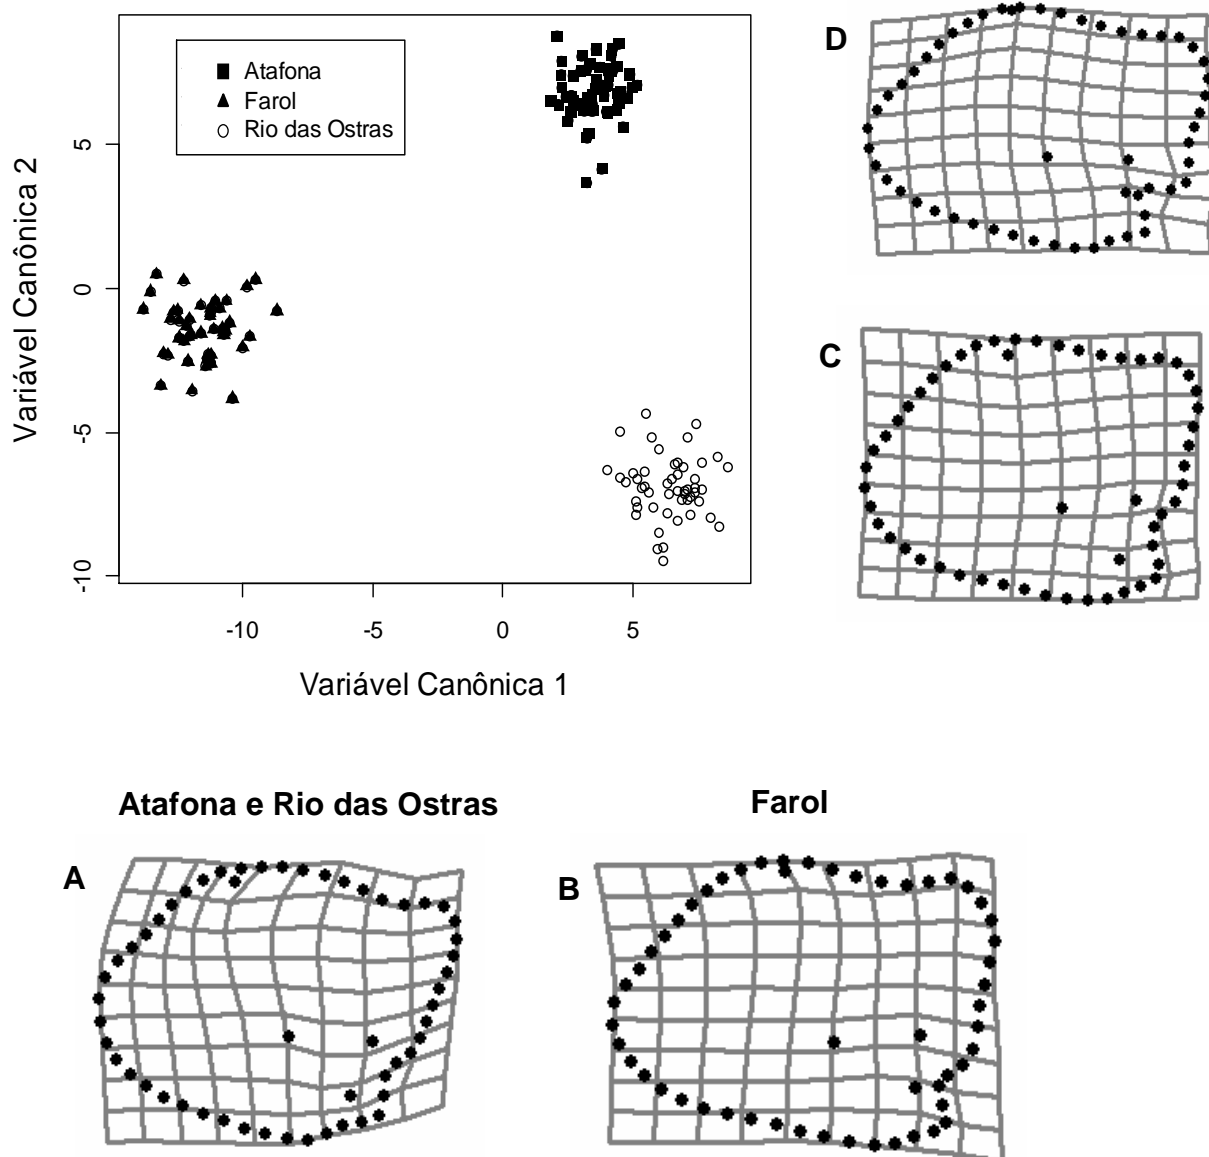 Atafona
Farol
Rio das Ostras
Variável Canônica 2
5
0
-5
-10
-10
-5
0
5
Variável Canônica 1
D
C
Atafona e Rio das Ostras
Farol
A
B